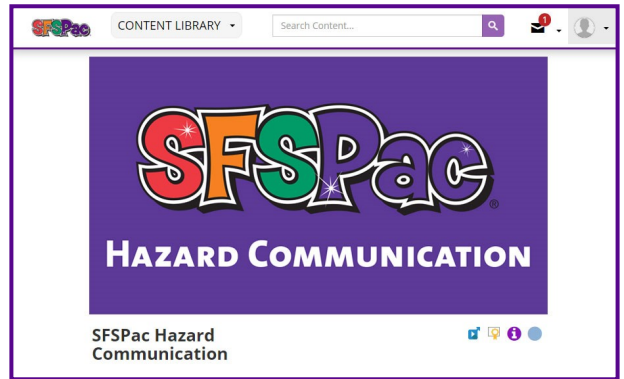 SFSPac
CONTENT LIBRARY
Search Content...
1
SFSPac®
HAZARD COMMUNICATION
SFSPac Hazard
Communication